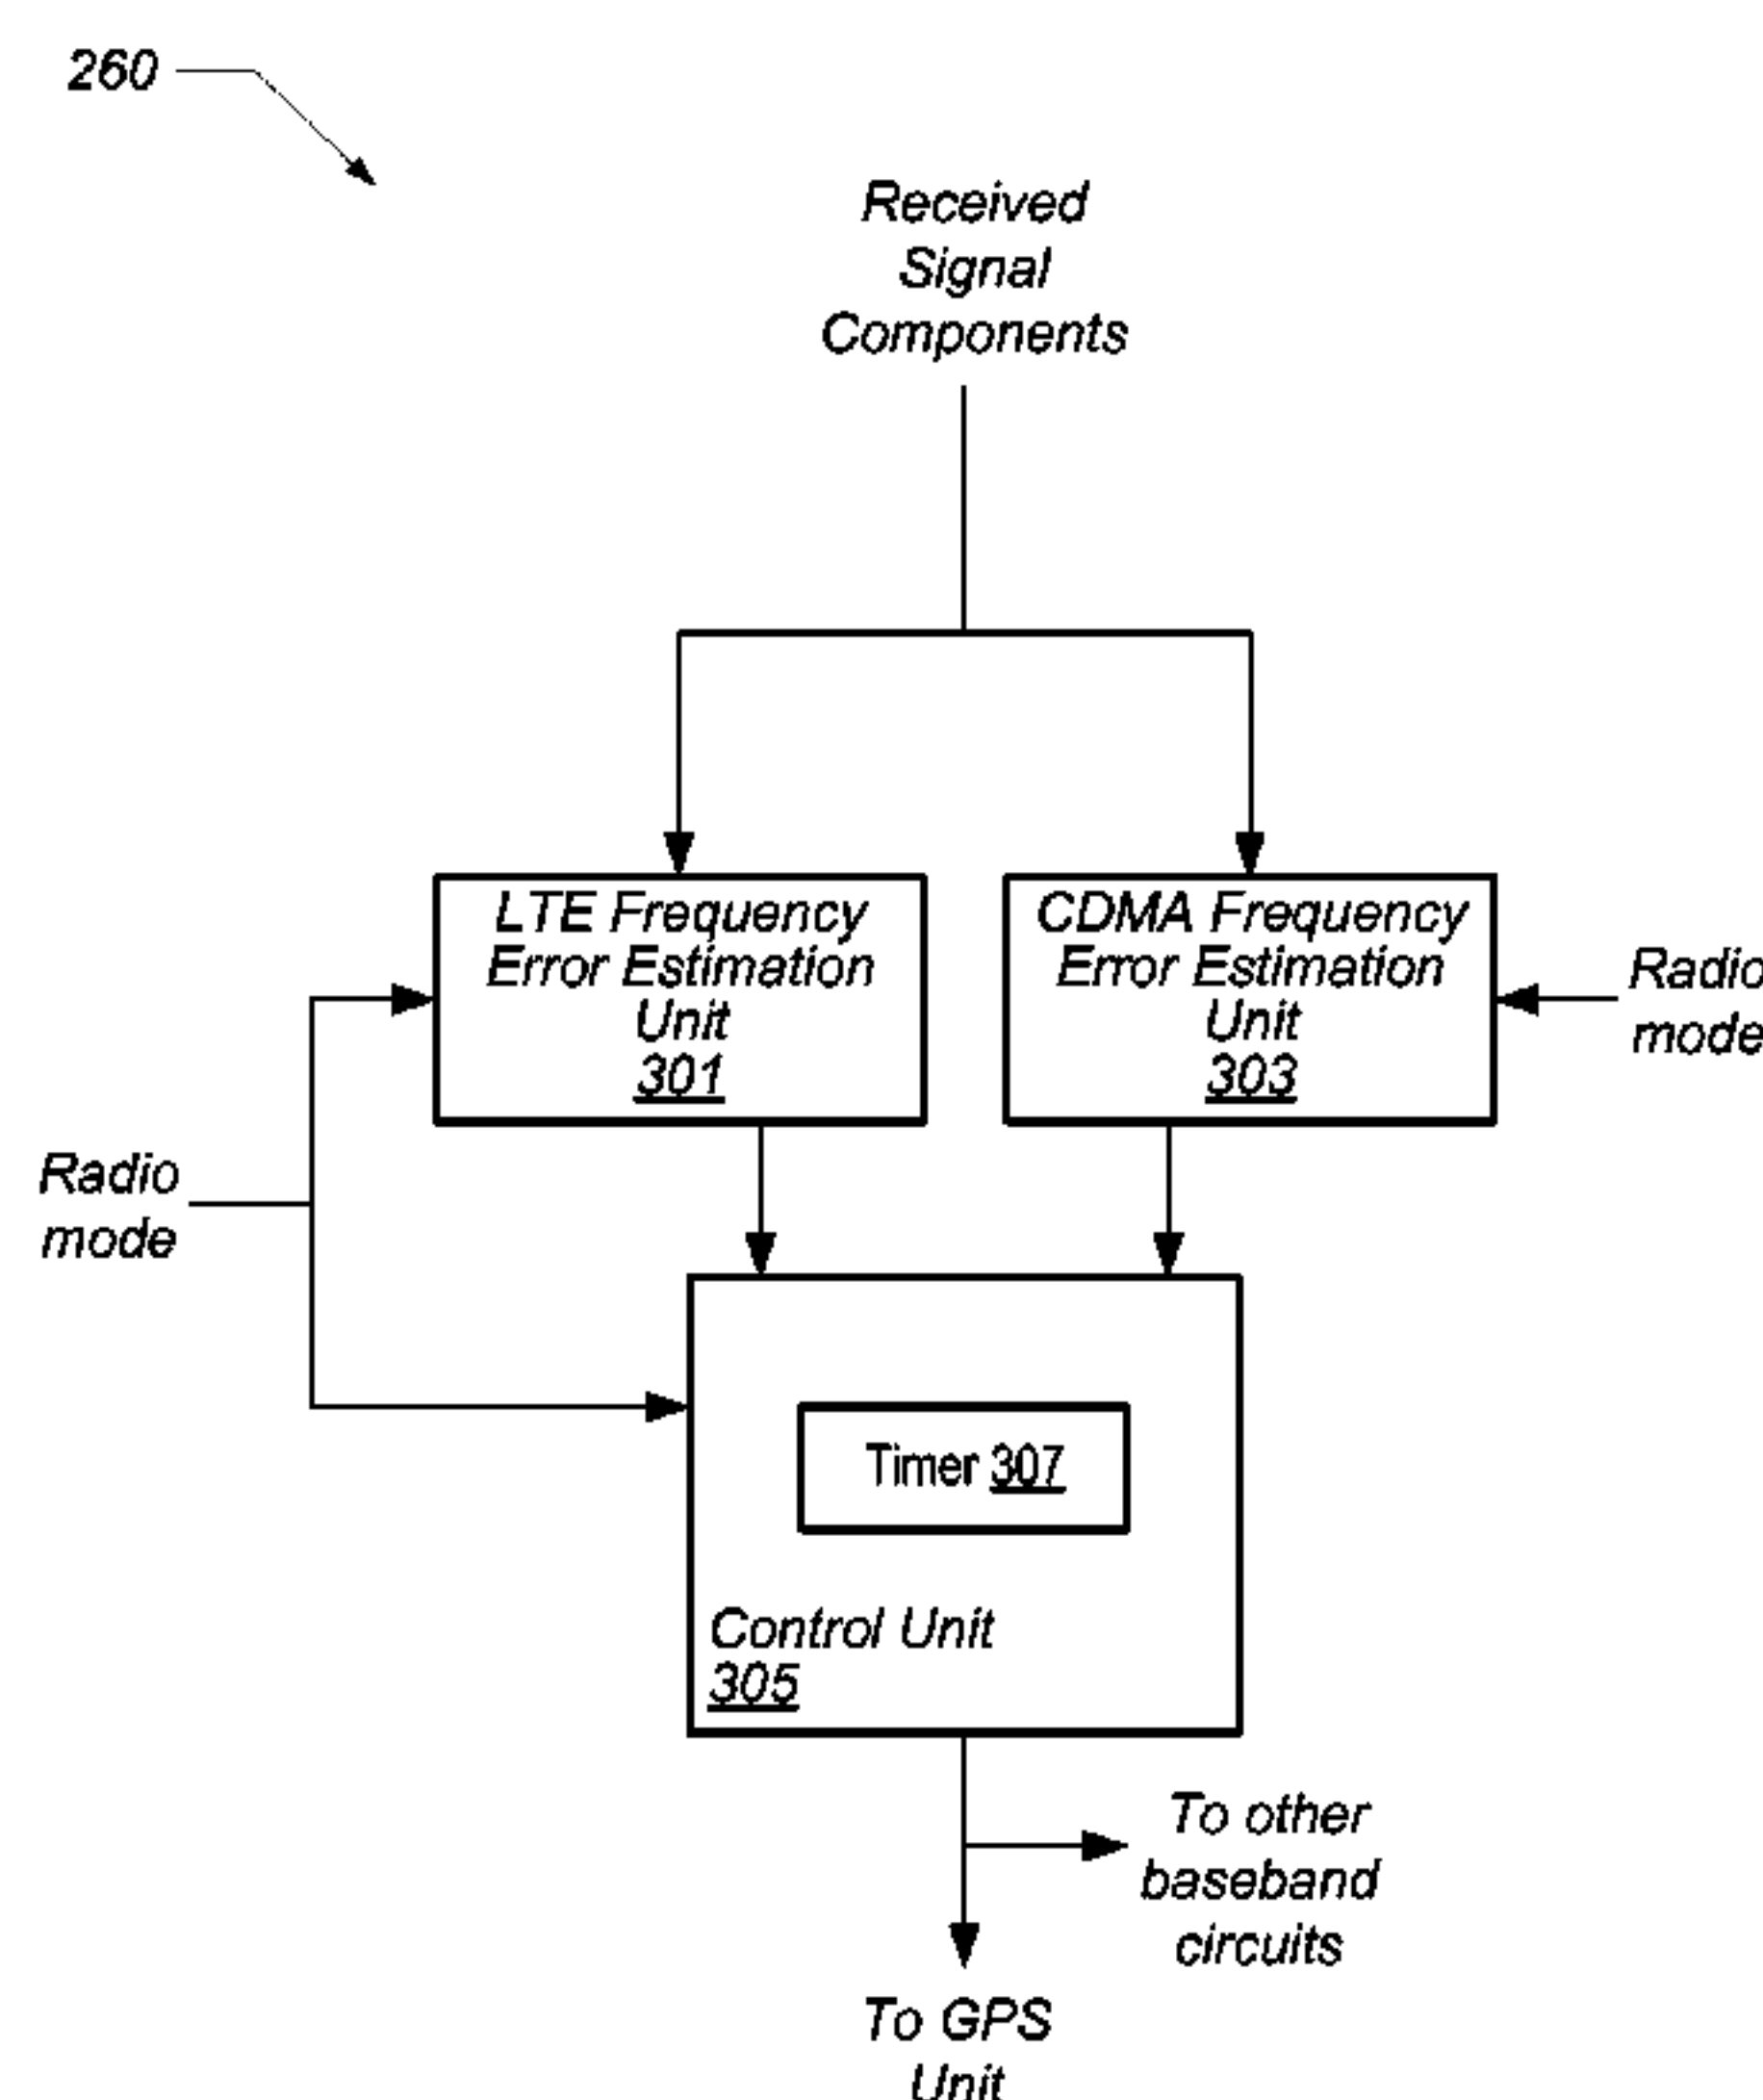 260
Received
Signal
Components
LTE Frequency
Error Estimation
Unit
301
CDMA Frequency
Error Estimation
Unit
303
Radio
mode
Radio
mode
Timer 307
Control Unit
305
To other
baseband
circuits
To GPS
Unit